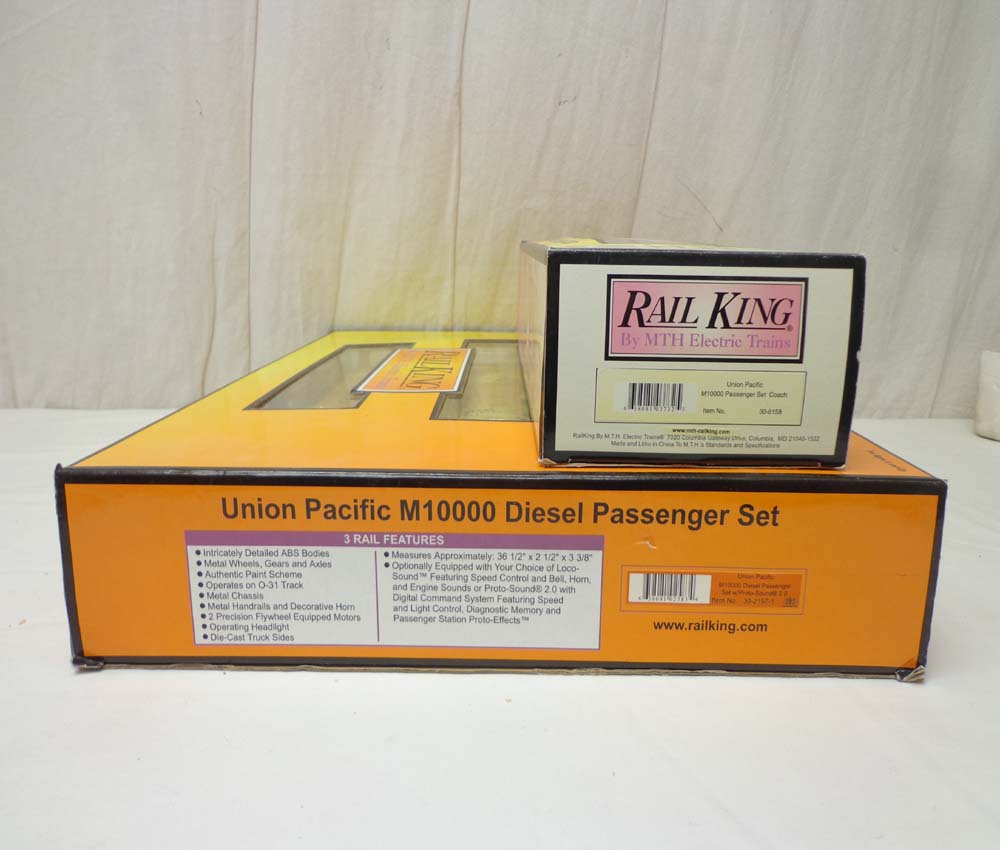 RAIL KING®
By MTH Electric Trains
Union Pacific
M10000 Passenger Set Coach
Item No. 30-6158
www.mth-railking.com
RailKing By M.T.H. Electric Trains® 7020 Columbia Gateway Drive, Columbia, MD 21046-1532
Made and Litho in China To M.T.H.'s Standards and Specifications
RAILKING
Union Pacific M10000 Diesel Passenger Set
3 RAIL FEATURES
• Intricately Detailed ABS Bodies
• Metal Wheels, Gears and Axles
• Authentic Paint Scheme
• Operates on O-31 Track
• Metal Chassis
• Metal Handrails and Decorative Horn
• 2 Precision Flywheel Equipped Motors
• Operating Headlight
• Die-Cast Truck Sides
• Measures Approximately: 36 1/2" x 2 1/2" x 3 3/8"
• Optionally Equipped with Your Choice of Loco-
Sound™ Featuring Speed Control and Bell, Horn,
and Engine Sounds or Proto-Sound® 2.0 with
Digital Command System Featuring Speed
and Light Control, Diagnostic Memory and
Passenger Station Proto-Effects™
Union Pacific
M10000 Diesel Passenger
Set w/Proto-Sound® 2.0
Item No. 30-2197-1
www.railking.com